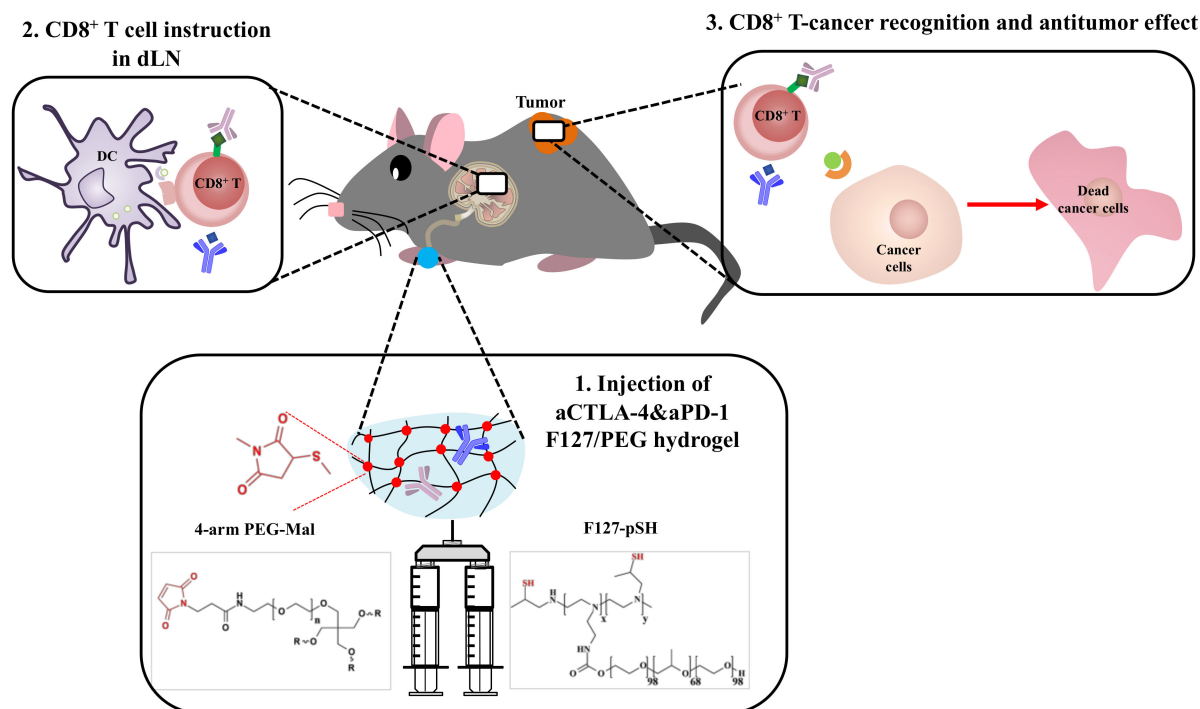 2. CD8⁺ T cell instruction
in dLN
DC
CD8⁺ T
Tumor
3. CD8⁺ T-cancer recognition and antitumor effect
CD8⁺ T
Cancer
cells
Dead
cancer cells
1. Injection of
aCTLA-4&aPD-1
F127/PEG hydrogel
O
N
S
O
4-arm PEG-Mal
F127-pSH
O
N
O
H
N
O
O
n
O
O~R
R~O
O
R
SH
H
N
N
x
N
y
SH
HN
O
O
O
98
O
68
O
98
H